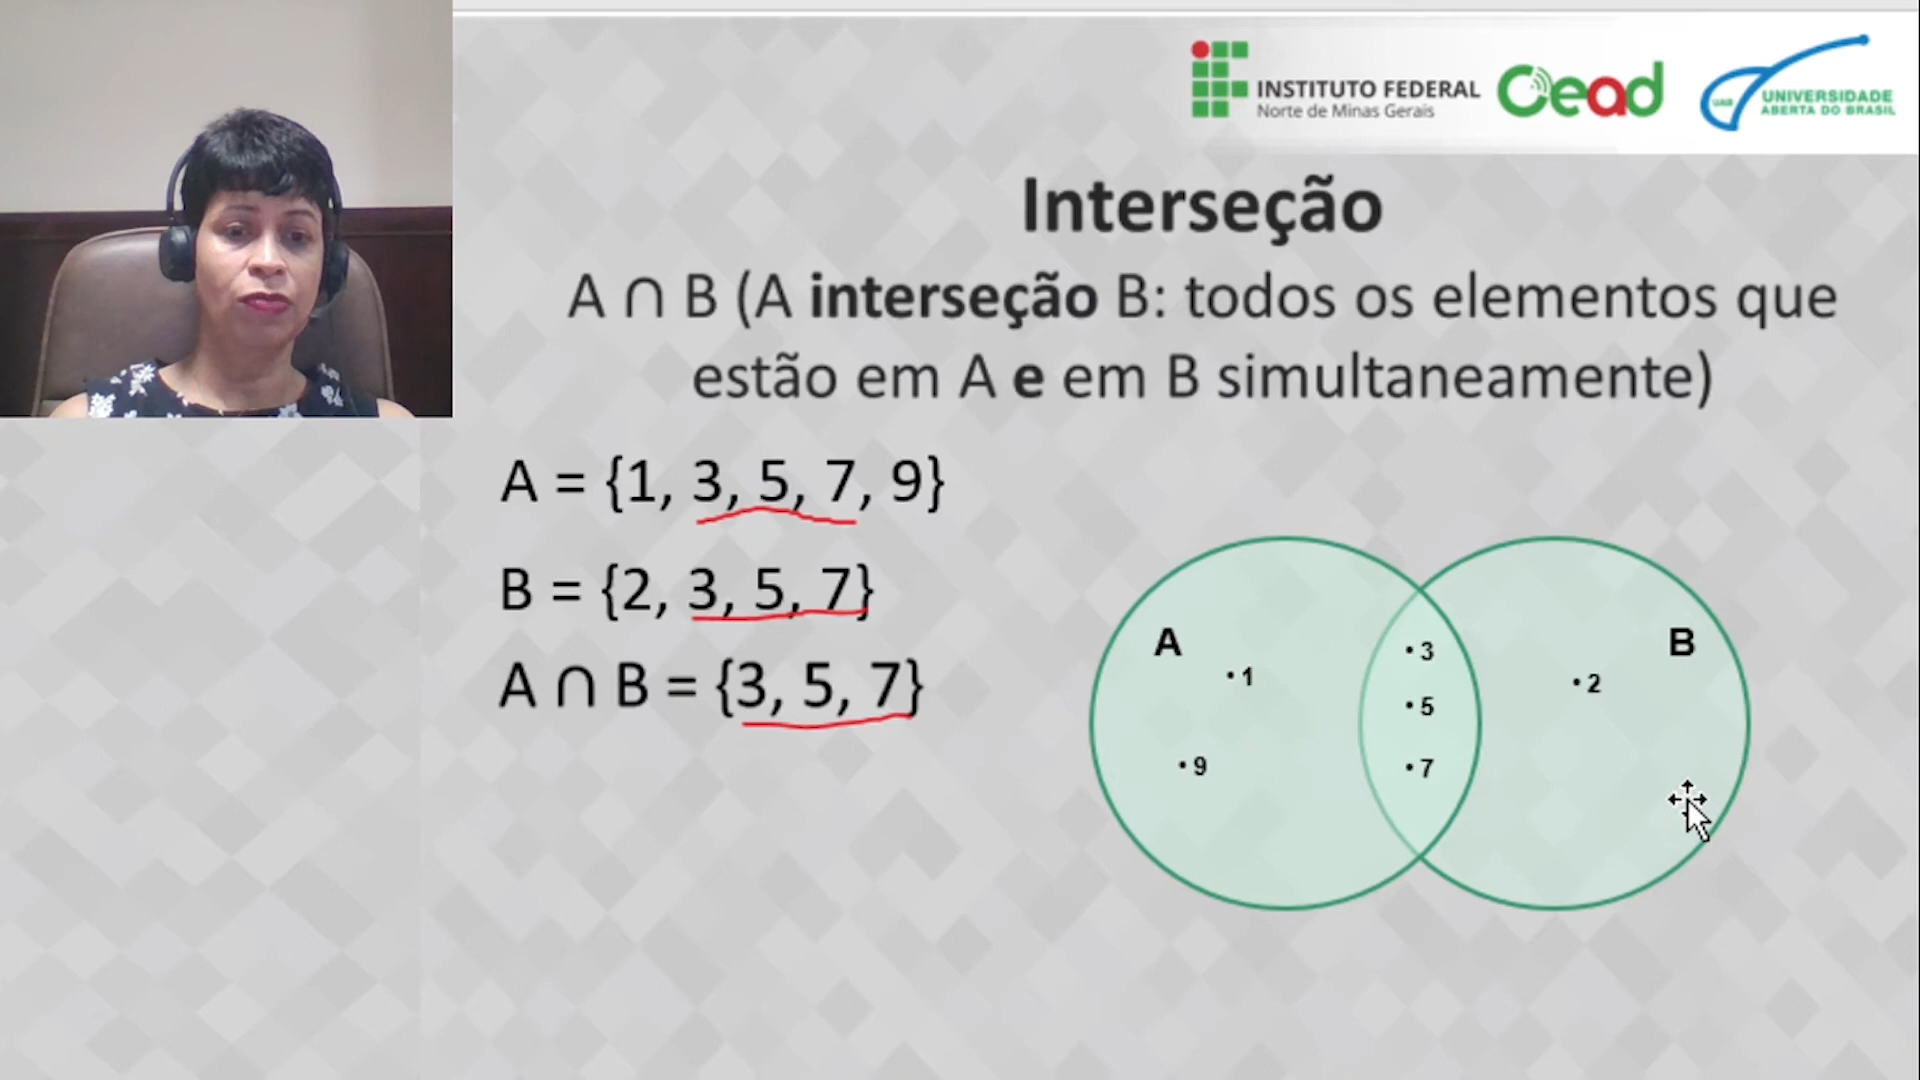 INSTITUTO FEDERAL
Norte de Minas Gerais
Cead
UAB
UNIVERSIDADE
ABERTA DO BRASIL
Interseção
A ∩ B (A interseção B: todos os elementos que
estão em A e em B simultaneamente)
A = {1, 3, 5, 7, 9}
B = {2, 3, 5, 7}
A ∩ B = {3, 5, 7}
A
B
• 1
• 9
• 3
• 5
• 7
• 2